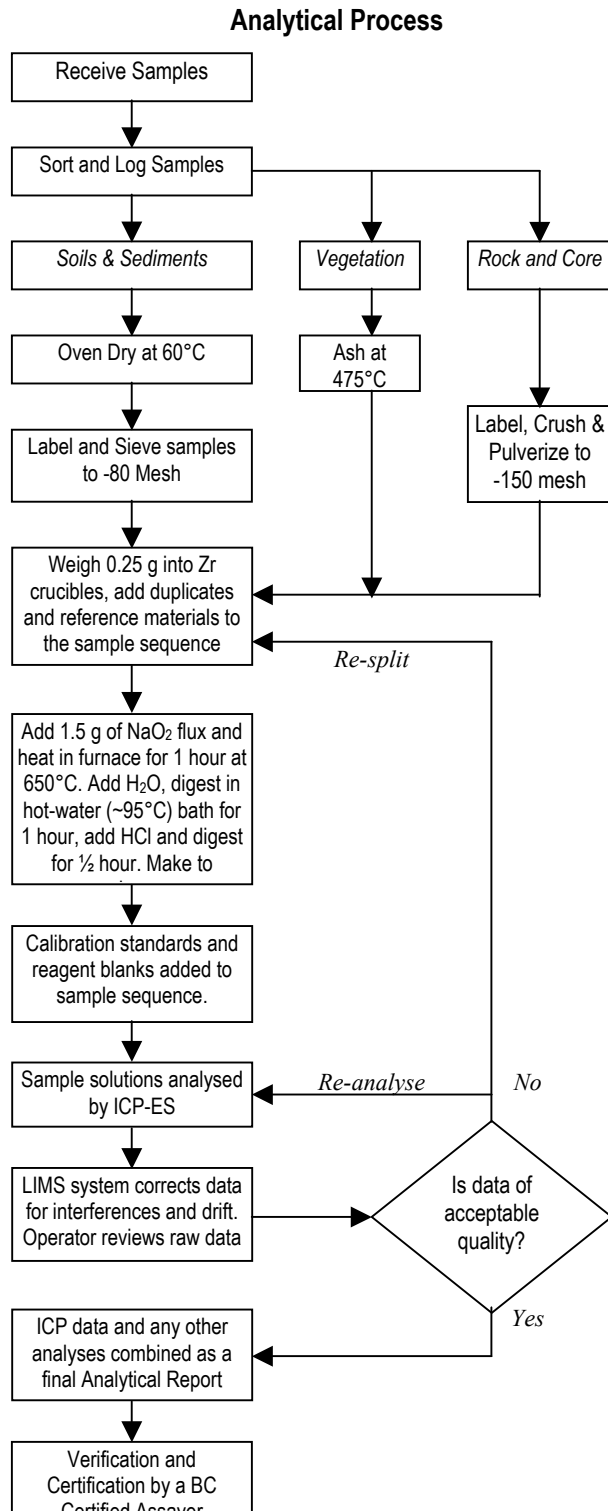 Analytical Process
Receive Samples
Sort and Log Samples
Soils & Sediments
Vegetation
Rock and Core
Oven Dry at 60°C
Ash at
475°C
Label, Crush &
Pulverize to
-150 mesh
Label and Sieve samples
to -80 Mesh
Weigh 0.25 g into Zr
crucibles, add duplicates
and reference materials to
the sample sequence
Re-split
Add 1.5 g of NaO₂ flux and
heat in furnace for 1 hour at
650°C. Add H₂O, digest in
hot-water (~95°C) bath for
1 hour, add HCl and digest
for ½ hour. Make to
Calibration standards and
reagent blanks added to
sample sequence.
Sample solutions analysed
by ICP-ES
Re-analyse
No
LIMS system corrects data
for interferences and drift.
Operator reviews raw data
Is data of
acceptable
quality?
Yes
ICP data and any other
analyses combined as a
final Analytical Report
Verification and
Certification by a BC
Certified Assayer